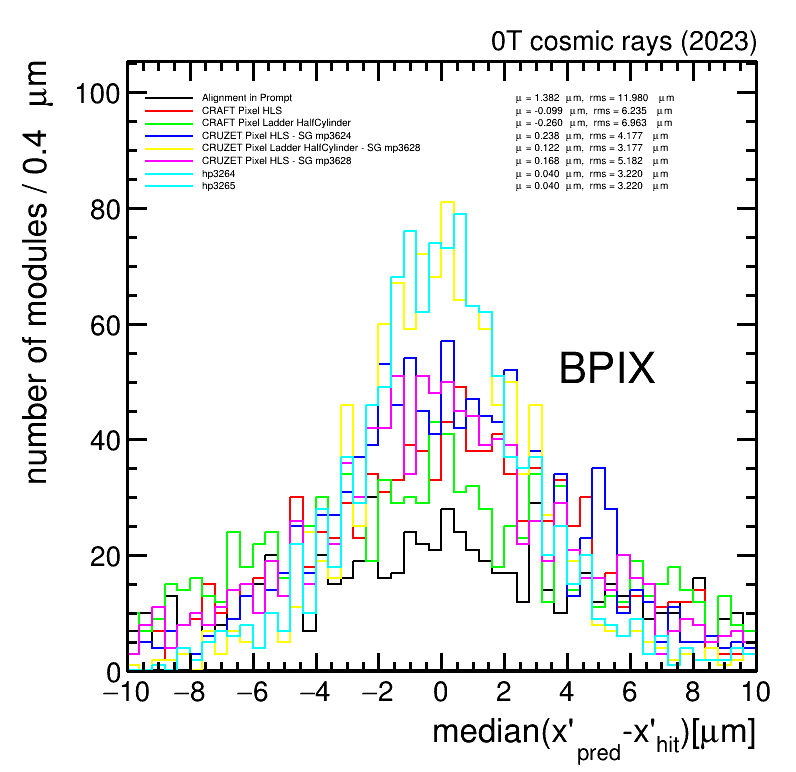 0T cosmic rays (2023)
number of modules / 0.4 μm
100
80
60
40
20
0
Alignment in Prompt μ = 1.382 μm, rms = 11.980 μm
CRAFT Pixel HLS μ = -0.099 μm, rms = 6.235 μm
CRAFT Pixel Ladder HalfCylinder μ = -0.260 μm, rms = 6.963 μm
CRUZET Pixel HLS - SG mp3624 μ = 0.238 μm, rms = 4.177 μm
CRUZET Pixel Ladder HalfCylinder - SG mp3628 μ = 0.122 μm, rms = 3.177 μm
CRUZET Pixel HLS - SG mp3628 μ = 0.168 μm, rms = 5.182 μm
hp3264 μ = 0.040 μm, rms = 3.220 μm
hp3265 μ = 0.040 μm, rms = 3.220 μm
BPIX
−10 −8 −6 −4 −2 0 2 4 6 8 10
median(x'pred-x'hit)[μm]